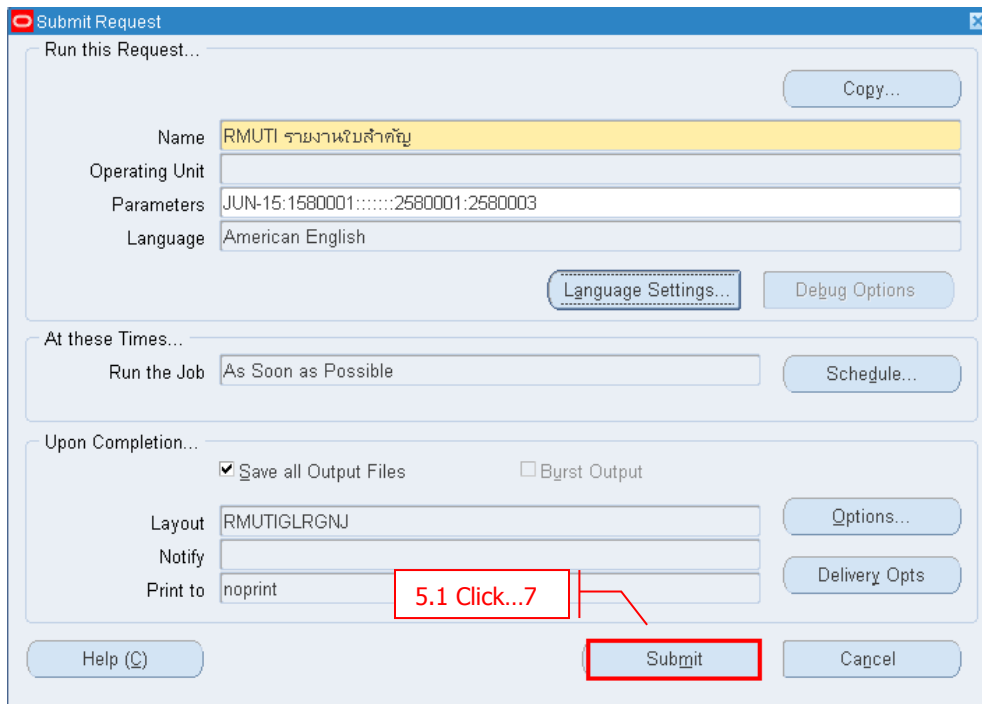 Submit Request
Run this Request...
Copy...
Name RMUTI รายงานใบสำคัญ
Operating Unit
Parameters JUN-15:1580001:::::::2580001:2580003
Language American English
Language Settings... Debug Options
At these Times...
Run the Job As Soon as Possible Schedule...
Upon Completion...
Save all Output Files Burst Output
Layout RMUTIGLRGNJ Options...
Notify
Delivery Opts
Print to noprint
5.1 Click...7
Help (C) Submit Cancel